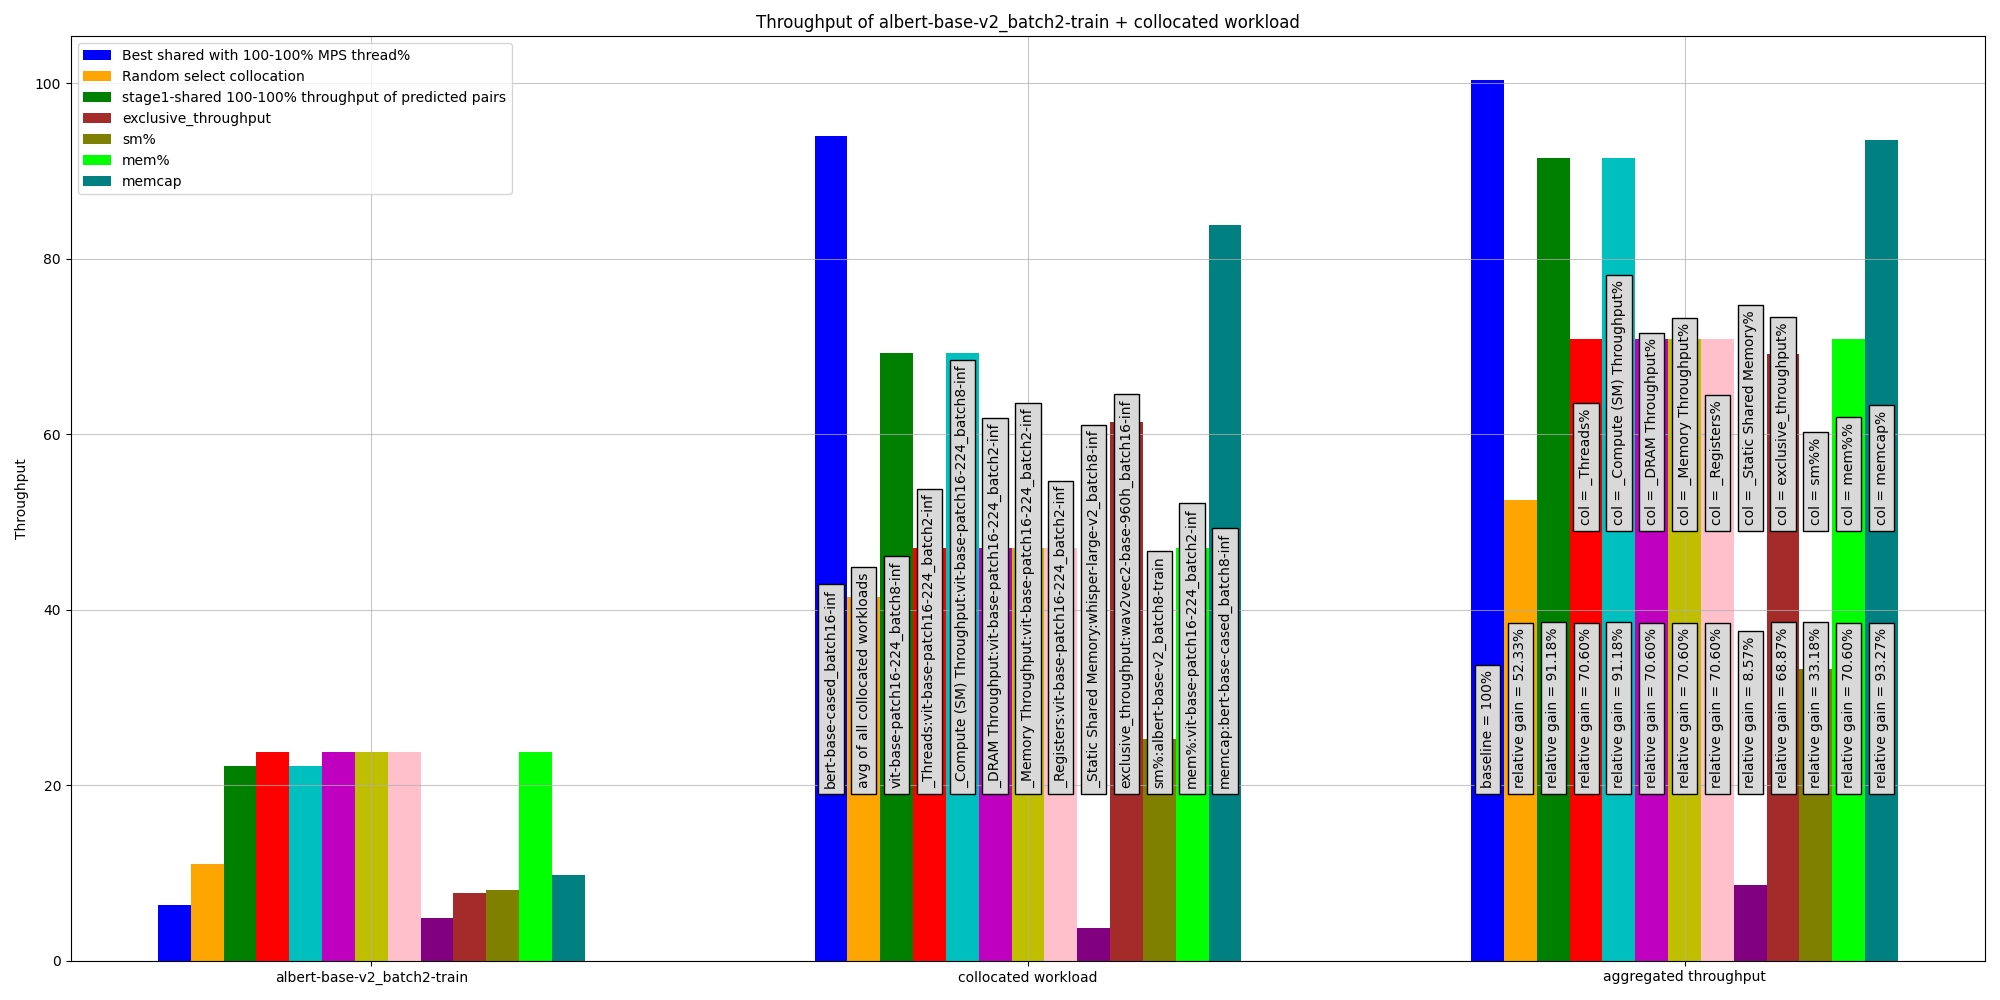 Throughput of albert-base-v2_batch2-train + collocated workload
Best shared with 100-100% MPS thread%
Random select collocation
stage1-shared 100-100% throughput of predicted pairs
exclusive_throughput
sm%
mem%
memcap
Throughput
100
80
60
40
20
0
bert-base-cased_batch16-inf
avg of all collocated workloads
vit-base-patch16-224_batch8-inf
_Threads:vit-base-patch16-224_batch2-inf
_Compute (SM) Throughput:vit-base-patch16-224_batch8-inf
_DRAM Throughput:vit-base-patch16-224_batch2-inf
_Memory Throughput:vit-base-patch16-224_batch2-inf
_Registers:vit-base-patch16-224_batch2-inf
_Static Shared Memory:whisper-large-v2_batch8-inf
exclusive_throughput:wav2vec2-base-960h_batch16-inf
sm%:albert-base-v2_batch8-train
mem%:vit-base-patch16-224_batch2-inf
memcap:bert-base-cased_batch8-inf
col = _Threads%
col = _Compute (SM) Throughput%
col = _DRAM Throughput%
col = _Memory Throughput%
col = _Registers%
col = _Static Shared Memory%
col = exclusive_throughput%
col = sm%%
col = mem%%
col = memcap%
baseline = 100%
relative gain = 52.33%
relative gain = 91.18%
relative gain = 70.60%
relative gain = 91.18%
relative gain = 70.60%
relative gain = 70.60%
relative gain = 70.60%
relative gain = 8.57%
relative gain = 68.87%
relative gain = 33.18%
relative gain = 70.60%
relative gain = 93.27%
albert-base-v2_batch2-train
collocated workload
aggregated throughput